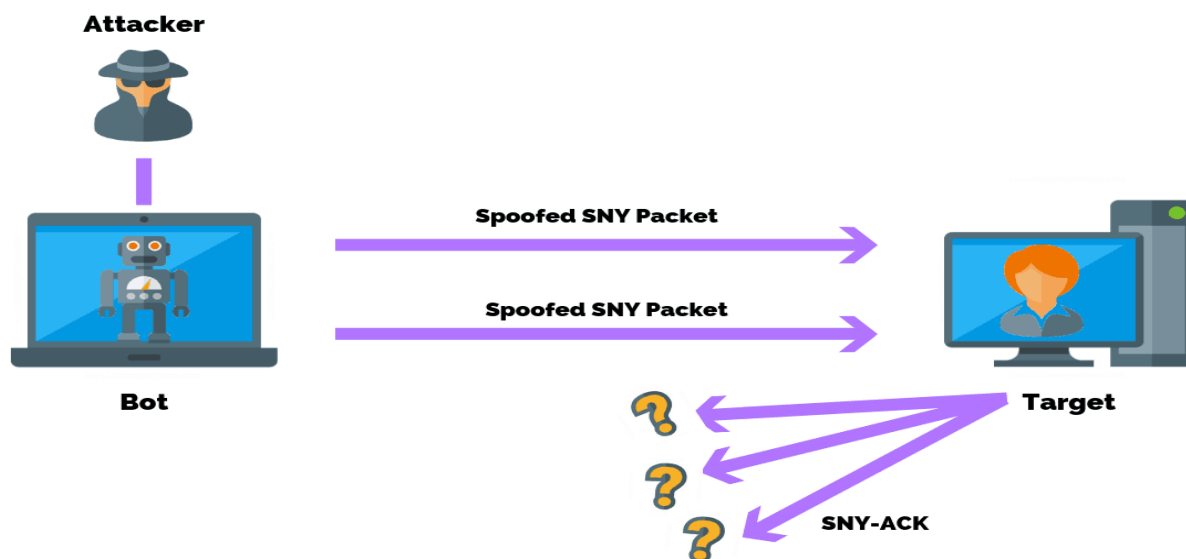 Attacker
Spoofed SNY Packet
Spoofed SNY Packet
Bot
Target
SNY-ACK